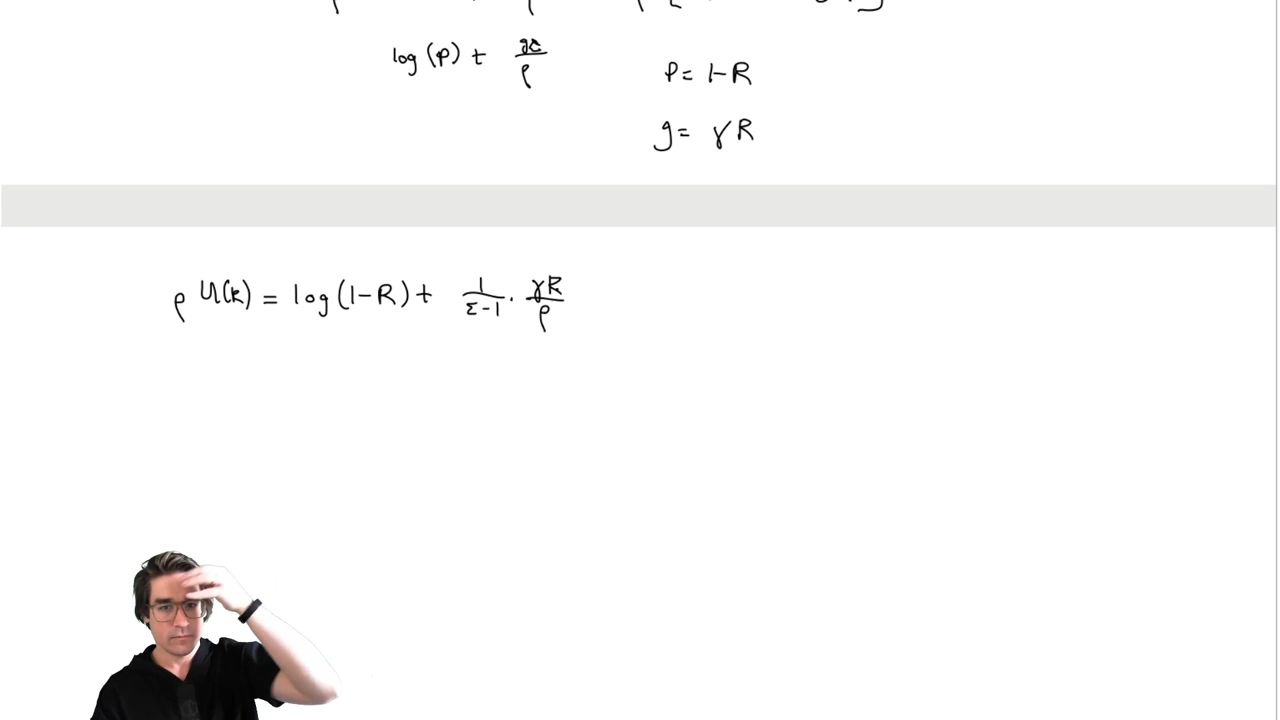 log(P) + gc/ρ
P = 1-R
g = γR
ρ U(R) = log(1-R) + 1/(Σ-1) · γR/ρ